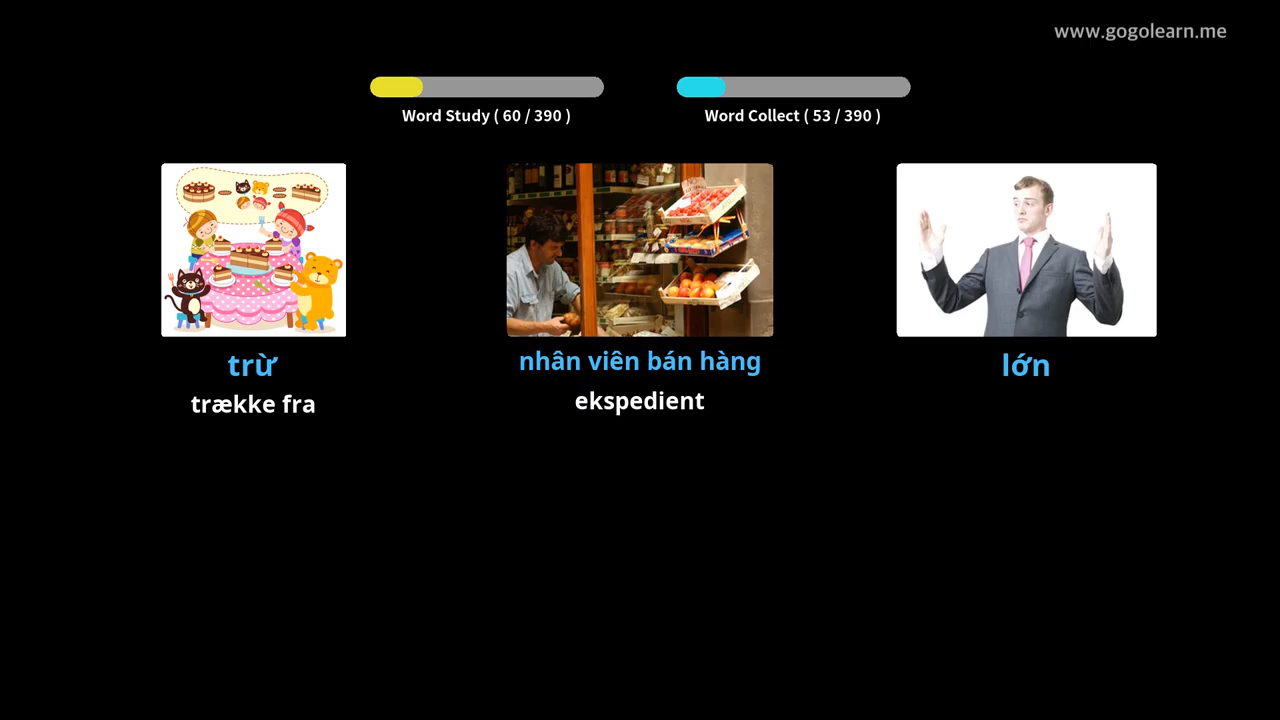 www.gogolearn.me
Word Study ( 60 / 390 )
Word Collect ( 53 / 390 )
trừ
trække fra
nhân viên bán hàng
ekspedient
lớn